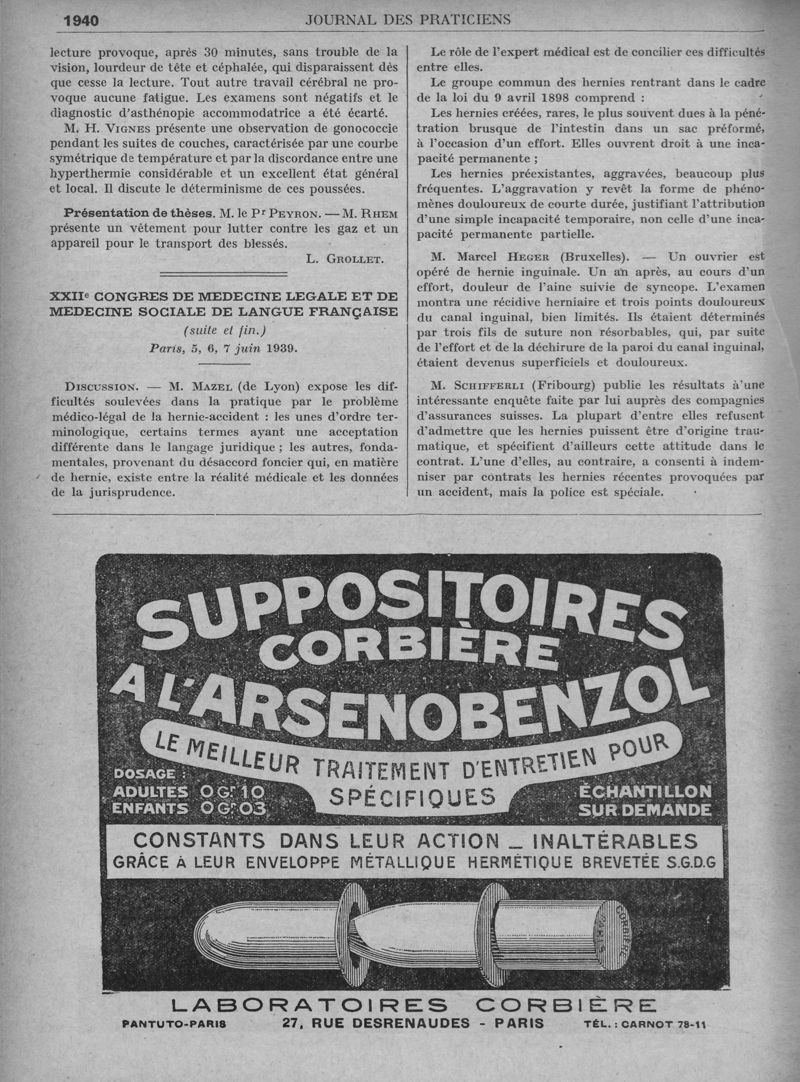 1940
JOURNAL DES PRATICIENS
lecture provoque, après 30 minutes, sans trouble de la
vision, lourdeur de tête et céphalée, qui disparaissent dès
que cesse la lecture. Tout autre travail cérébral ne pro-
voque aucune fatigue. Les examens sont négatifs et le
diagnostic d'asthénopie accommodatrice a été écarté.
M. H. VIGNES présente une observation de gonococcie
pendant les suites de couches, caractérisée par une courbe
symétrique de température et par la discordance entre une
hyperthermie considérable et un excellent état général
et local. Il discute le déterminisme de ces poussées.
Présentation de thèses. M. le Pr PEYRON. — M. RHEM
présente un vêtement pour lutter contre les gaz et un
appareil pour le transport des blessés.
L. GROLLET.
XXIIe CONGRES DE MEDECINE LEGALE ET DE
MEDECINE SOCIALE DE LANGUE FRANÇAISE
(suite et fin.)
Paris, 5, 6, 7 juin 1939.
DISCUSSION. — M. MAZEL (de Lyon) expose les dif-
ficultés soulevées dans la pratique par le problème
médico-légal de la hernie-accident : les unes d'ordre ter-
minologique, certains termes ayant une acceptation
différente dans le langage juridique ; les autres, fonda-
mentales, provenant du désaccord foncier qui, en matière
de hernie, existe entre la réalité médicale et les données
de la jurisprudence.
Le rôle de l'expert médical est de concilier ces difficultés
entre elles.
Le groupe commun des hernies rentrant dans le cadre
de la loi du 9 avril 1898 comprend :
Les hernies créées, rares, le plus souvent dues à la péné-
tration brusque de l'intestin dans un sac préformé,
à l'occasion d'un effort. Elles ouvrent droit à une inca-
pacité permanente ;
Les hernies préexistantes, aggravées, beaucoup plus
fréquentes. L'aggravation y revêt la forme de phéno-
mènes douloureux de courte durée, justifiant l'attribution
d'une simple incapacité temporaire, non celle d'une inca-
pacité permanente partielle.
M. Marcel HEGER (Bruxelles). — Un ouvrier est
opéré de hernie inguinale. Un an après, au cours d'un
effort, douleur de l'aine suivie de syncope. L'examen
montra une récidive herniaire et trois points douloureux
du canal inguinal, bien limités. Ils étaient déterminés
par trois fils de suture non résorbables, qui, par suite
de l'effort et de la déchirure de la paroi du canal inguinal,
étaient devenus superficiels et douloureux.
M. SCHIFFERLI (Fribourg) publie les résultats d'une
intéressante enquête faite par lui auprès des compagnies
d'assurances suisses. La plupart d'entre elles refusent
d'admettre que les hernies puissent être d'origine trau-
matique, et spécifient d'ailleurs cette attitude dans le
contrat. L'une d'elles, au contraire, a consenti à indem-
niser par contrats les hernies récentes provoquées par
un accident, mais la police est spéciale.
SUPPOSITOIRES
CORBIÈRE
A L'ARSENOBENZOL
LE MEILLEUR TRAITEMENT D'ENTRETIEN POUR
SPÉCIFIQUES
DOSAGE :
ADULTES 0 Gr 10
ENFANTS 0 Gr 03
ÉCHANTILLON
SUR DEMANDE
CONSTANTS DANS LEUR ACTION _ INALTÉRABLES
GRÂCE A LEUR ENVELOPPE MÉTALLIQUE HERMÉTIQUE BREVETÉE S.G.D.G
CORBIÈRE
PARIS
LABORATOIRES CORBIÈRE
PANTUTO-PARIS
27, RUE DESRENAUDES - PARIS
TÉL. : CARNOT 78-11